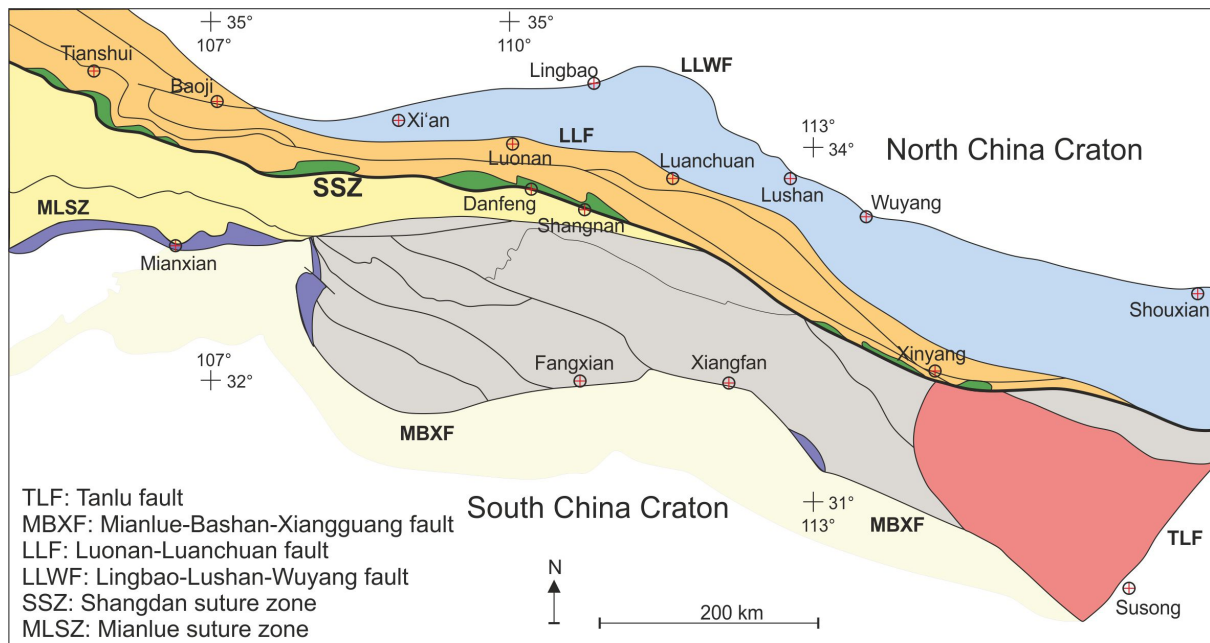 35°
107°
35°
110°
Tianshui
Baoji
Lingbao
LLWF
Xi'an
LLF
113°
34°
North China Craton
Luonan
Luanchuan
Lushan
SSZ
Danfeng
Wuyang
MLSZ
Shangnan
Mianxian
Shouxian
107°
32°
Fangxian
Xiangfan
Xinyang
MBXF
TLF: Tanlu fault
MBXF: Mianlue-Bashan-Xiangguang fault
LLF: Luonan-Luanchuan fault
LLWF: Lingbao-Lushan-Wuyang fault
SSZ: Shangdan suture zone
MLSZ: Mianlue suture zone
South China Craton
31°
113°
MBXF
TLF
N
200 km
Susong